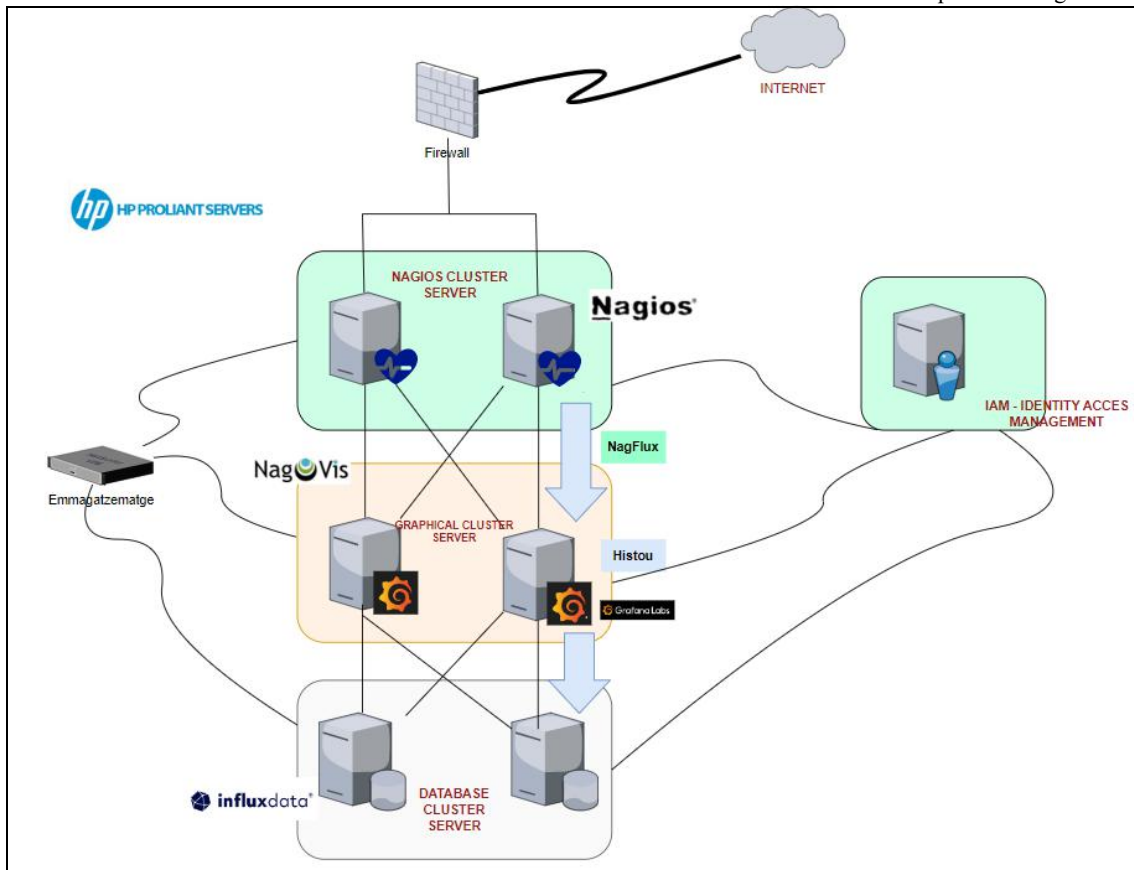 INTERNET
Firewall
hp HP PROLIANT SERVERS
NAGIOS CLUSTER
SERVER
Nagios®
IAM - IDENTITY ACCES
MANAGEMENT
NagFlux
NagVis
Emmagatzematge
GRAPHICAL CLUSTER
SERVER
Histou
Grafana Labs
influxdata®
DATABASE
CLUSTER
SERVER